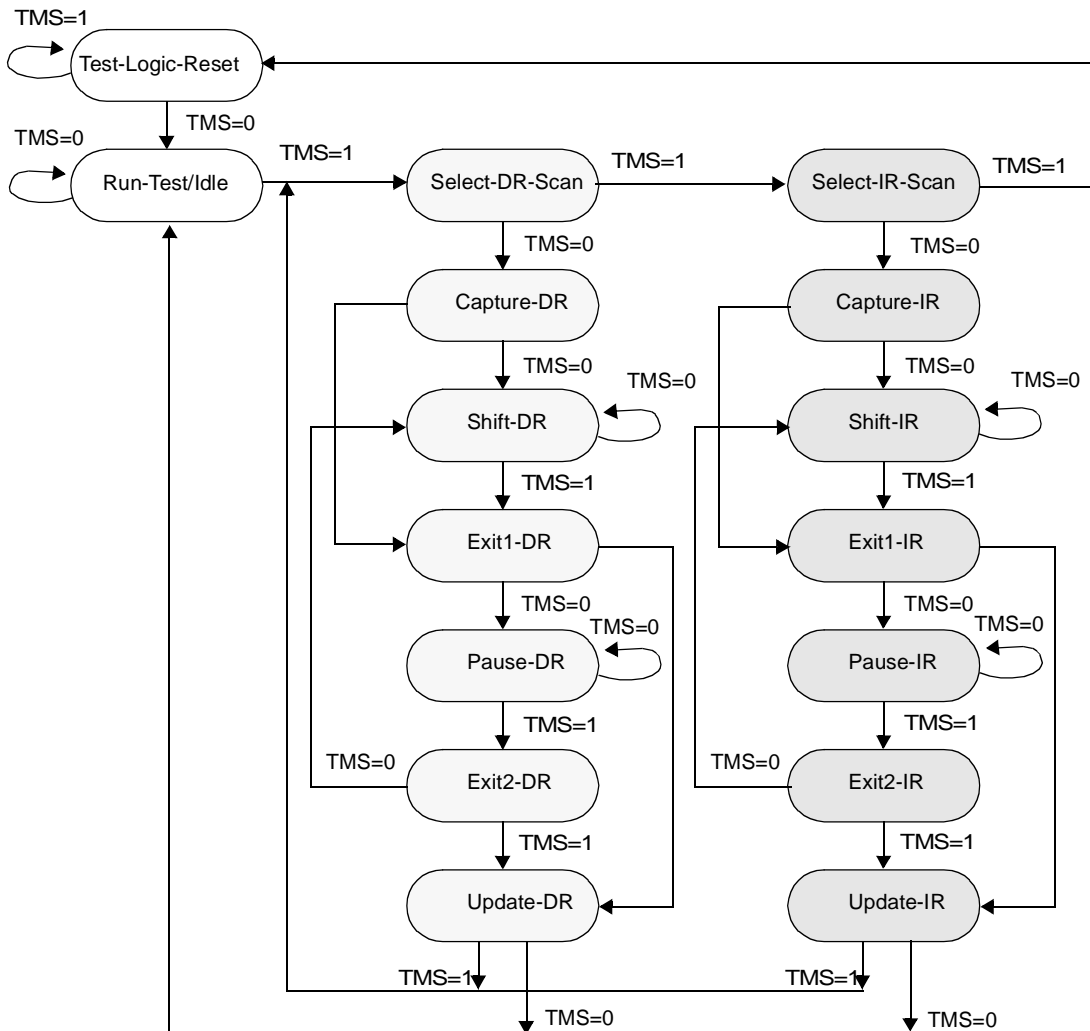 TMS=1
Test-Logic-Reset
TMS=0
TMS=0
Run-Test/Idle
TMS=1
Select-DR-Scan
TMS=1
Select-IR-Scan
TMS=1
TMS=0
TMS=0
Capture-DR
Capture-IR
TMS=0
TMS=0
TMS=0
TMS=0
Shift-DR
Shift-IR
TMS=1
TMS=1
Exit1-DR
Exit1-IR
TMS=0
TMS=0
TMS=0
TMS=0
Pause-DR
Pause-IR
TMS=1
TMS=1
TMS=0
Exit2-DR
TMS=0
Exit2-IR
TMS=1
TMS=1
Update-DR
Update-IR
TMS=1
TMS=1
TMS=0
TMS=0